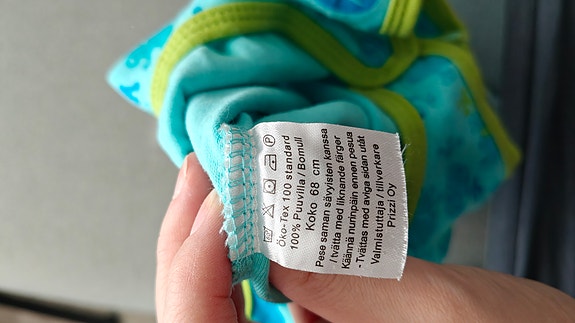 Öko-Tex 100 standard
100% Puuvilla / Bomull
Koko 68 cm
Pese saman sävyisten kanssa
/ tvätta med liknande färger
Käännä nurinpäin ennen pesua
- Tvättas med aviga sidan utåt
Valmistuttaja / tillverkare
Prizzi Oy